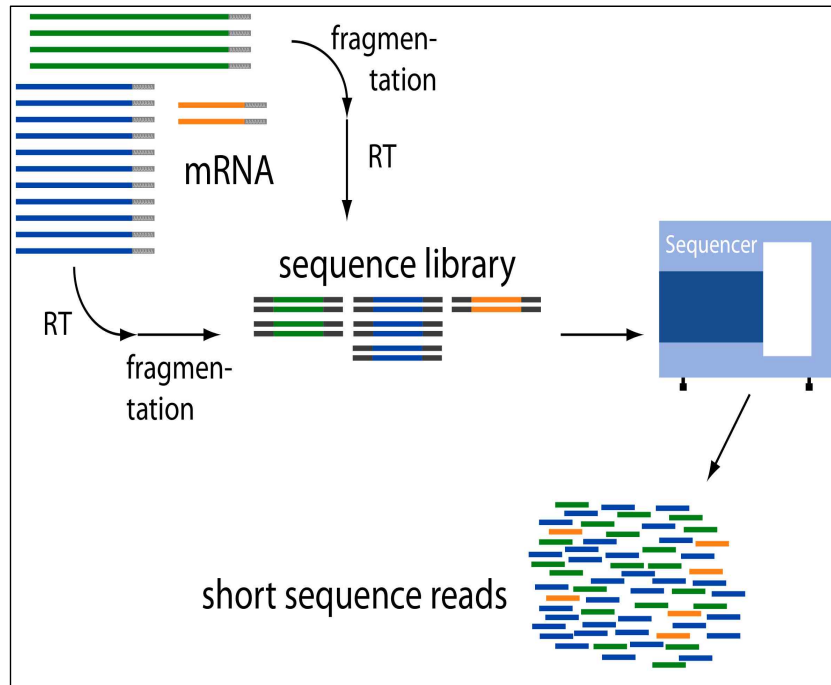 fragmen-
tation
RT
mRNA
sequence library
Sequencer
RT
fragmen-
tation
short sequence reads